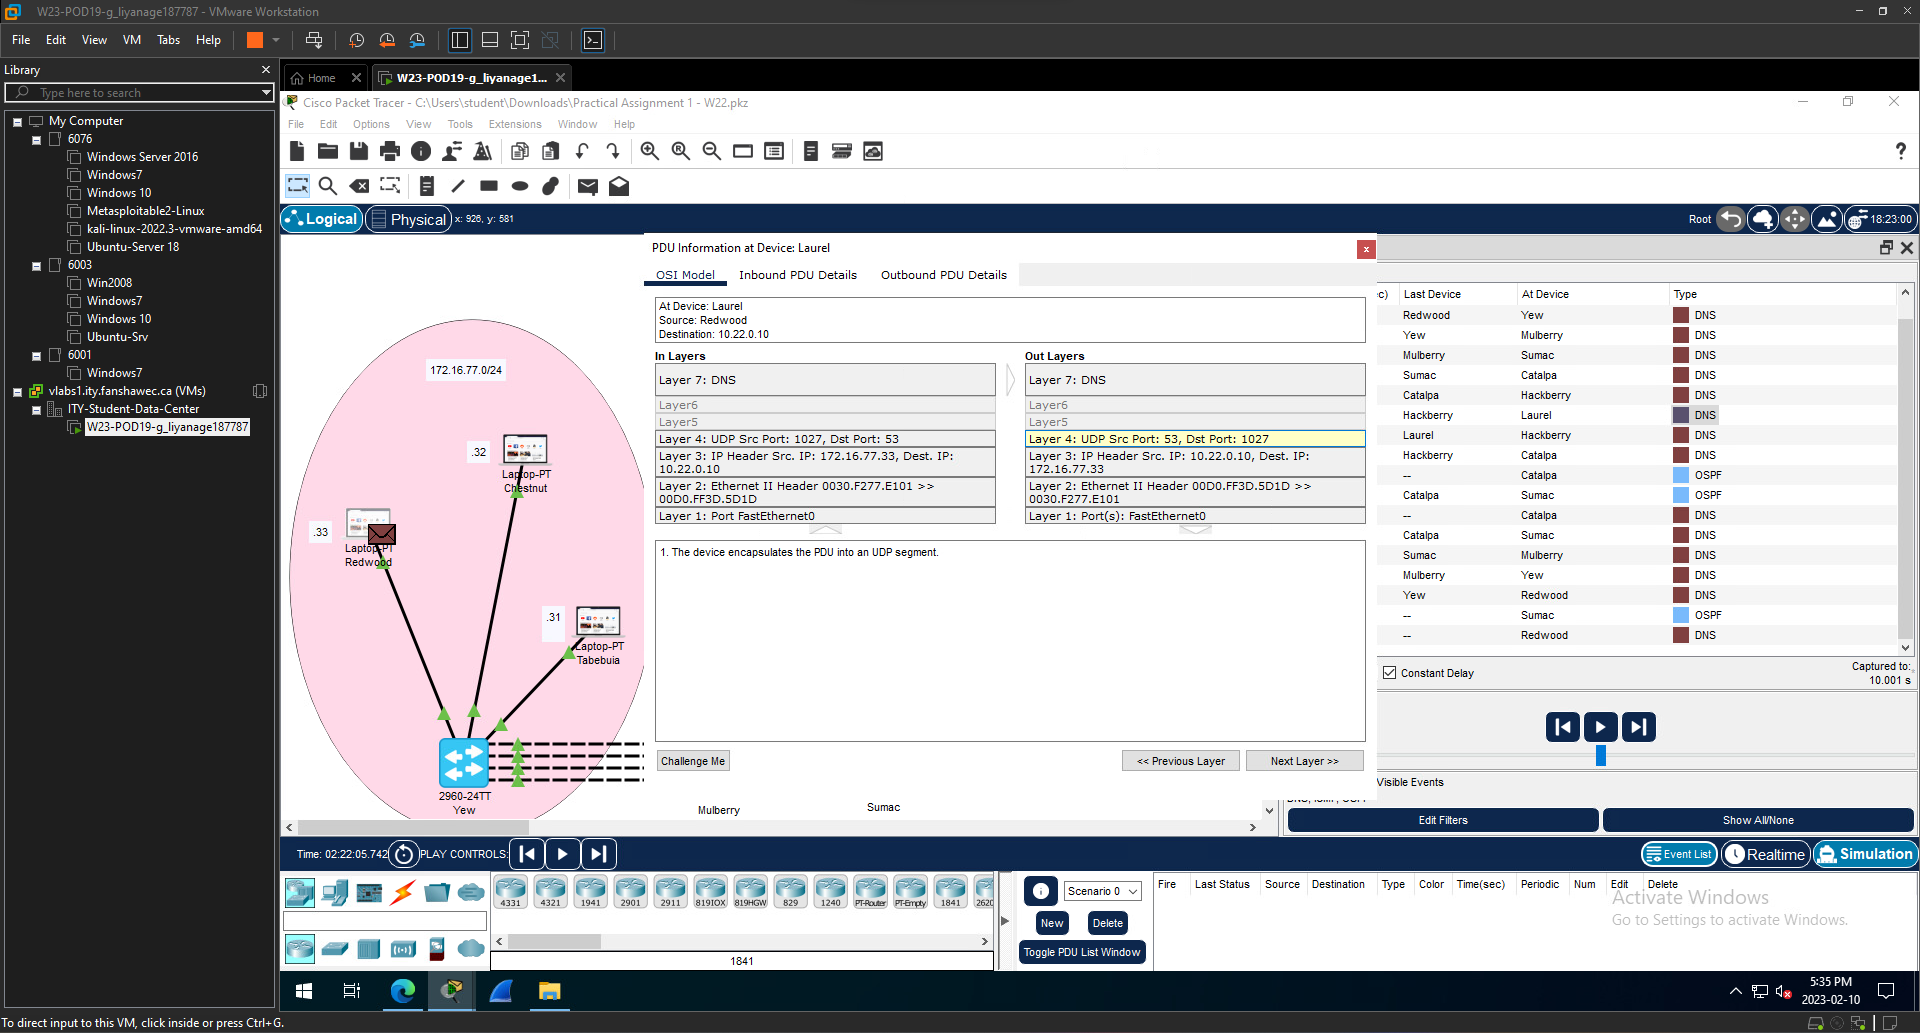 W23-POD19-g_liyanage187787 - VMware Workstation
File Edit View VM Tabs Help
Library
Type here to search
My Computer
6076
Windows Server 2016
Windows7
Windows 10
Metasploitable2-Linux
kali-linux-2022.3-vmware-amd64
Ubuntu-Server 18
6003
Win2008
Windows7
Windows 10
Ubuntu-Srv
6001
Windows7
vlabs1.ity.fanshawec.ca (VMs)
ITY-Student-Data-Center
W23-POD19-g_liyanage187787
Home
W23-POD19-g_liyanage1...
Cisco Packet Tracer - C:\Users\student\Downloads\Practical Assignment 1 - W22.pkz
File Edit Options View Tools Extensions Window Help
Logical Physical x: 926, y: 581
Root 18:23:00
172.16.77.0/24
.32
Laptop-PT
Chestnut
.33
Laptop-PT
Redwood
.31
Laptop-PT
Tabebuia
2960-24TT
Yew
Mulberry
Sumac
PDU Information at Device: Laurel
OSI Model Inbound PDU Details Outbound PDU Details
At Device: Laurel
Source: Redwood
Destination: 10.22.0.10
In Layers
Layer 7: DNS
Layer6
Layer5
Layer 4: UDP Src Port: 1027, Dst Port: 53
Layer 3: IP Header Src. IP: 172.16.77.33, Dest. IP:
10.22.0.10
Layer 2: Ethernet II Header 0030.F277.E101 >>
00D0.FF3D.5D1D
Layer 1: Port FastEthernet0
Out Layers
Layer 7: DNS
Layer6
Layer5
Layer 4: UDP Src Port: 53, Dst Port: 1027
Layer 3: IP Header Src. IP: 10.22.0.10, Dest. IP:
172.16.77.33
Layer 2: Ethernet II Header 00D0.FF3D.5D1D >>
0030.F277.E101
Layer 1: Port(s): FastEthernet0
1. The device encapsulates the PDU into an UDP segment.
Challenge Me << Previous Layer Next Layer >>
Last Device At Device Type
Redwood Yew DNS
Yew Mulberry DNS
Mulberry Sumac DNS
Sumac Catalpa DNS
Catalpa Hackberry DNS
Hackberry Laurel DNS
Laurel Hackberry DNS
Hackberry Catalpa DNS
-- Catalpa OSPF
Catalpa Sumac OSPF
-- Catalpa DNS
Catalpa Sumac DNS
Sumac Mulberry DNS
Mulberry Yew DNS
Yew Redwood DNS
-- Sumac OSPF
-- Redwood DNS
Constant Delay
Captured to:
10.001 s
Visible Events
Edit Filters Show All/None
Time: 02:22:05.742 PLAY CONTROLS:
Event List Realtime Simulation
4331 4321 1941 2901 2911 819IOX 819HGW 829 1240 PT-Router PT-Empty 1841 2620
1841
Scenario 0
New Delete
Toggle PDU List Window
Fire Last Status Source Destination Type Color Time(sec) Periodic Num Edit Delete
Activate Windows
Go to Settings to activate Windows.
5:35 PM
2023-02-10
To direct input to this VM, click inside or press Ctrl+G.